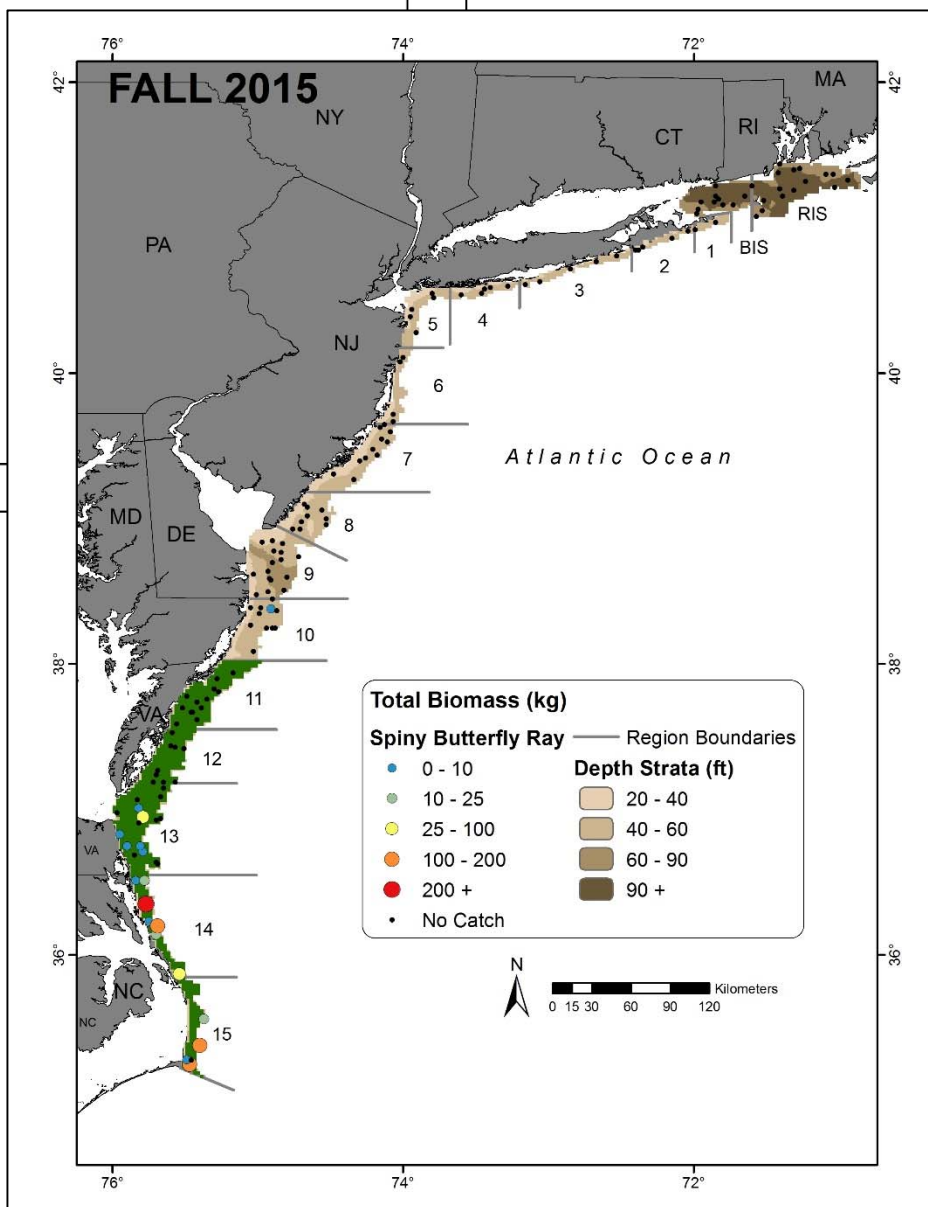 76°
74°
72°
42°
42°
FALL 2015
MA
NY
CT
RI
RIS
PA
BIS
1
2
3
4
5
NJ
40°
40°
6
7
Atlantic Ocean
MD
DE
8
9
10
38°
38°
11
VA
12
13
VA
14
36°
36°
NC
NC
15
Total Biomass (kg)
Spiny Butterfly Ray
0 - 10
10 - 25
25 - 100
100 - 200
200 +
No Catch
Region Boundaries
Depth Strata (ft)
20 - 40
40 - 60
60 - 90
90 +
N
Kilometers
0 15 30 60 90 120
76°
74°
72°